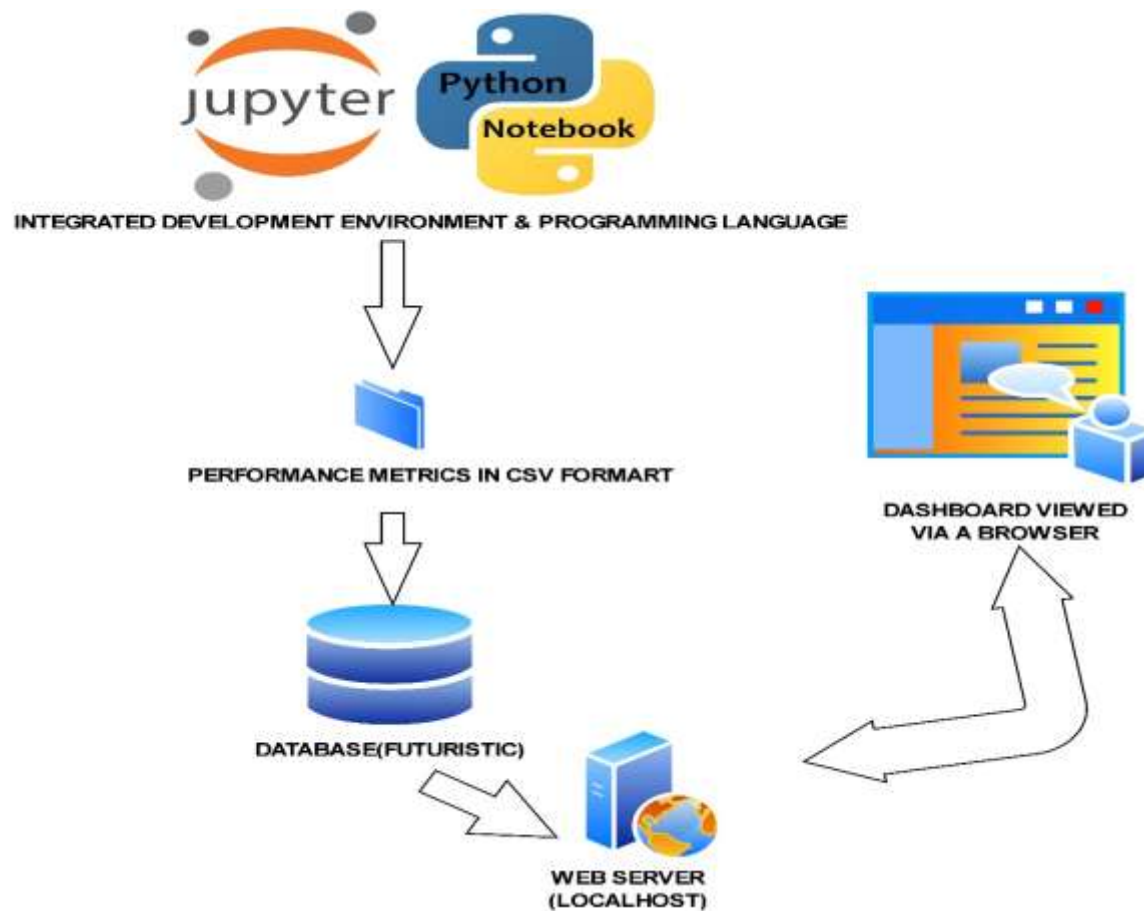 jupyter
Python
Notebook
INTEGRATED DEVELOPMENT ENVIRONMENT & PROGRAMMING LANGUAGE
PERFORMANCE METRICS IN CSV FORMART
DASHBOARD VIEWED
VIA A BROWSER
DATABASE(FUTURISTIC)
WEB SERVER
(LOCALHOST)